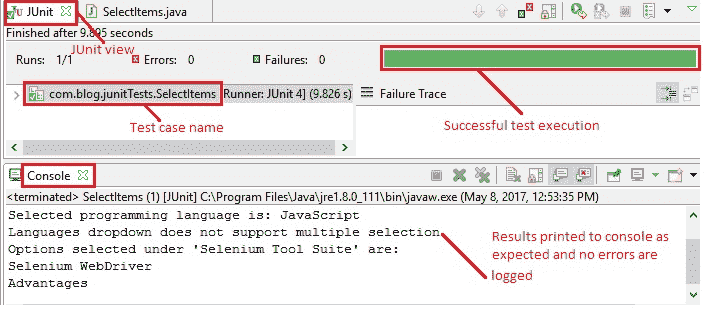 JUnit
SelectItems.java
Finished after 9.895 seconds
JUnit view
Runs: 1/1
Errors: 0
Failures: 0
com.blog.junitTests.SelectItems [Runner: JUnit 4] (9.826 s)
Failure Trace
Test case name
Successful test execution
Console
<terminated> SelectItems (1) [JUnit] C:\Program Files\Java\jre1.8.0_111\bin\javaw.exe (May 8, 2017, 12:53:35 PM)
Selected programming language is: JavaScript
Languages dropdown does not support multiple selection
Options selected under 'Selenium Tool Suite' are:
Selenium WebDriver
Advantages
Results printed to console as
expected and no errors are
logged